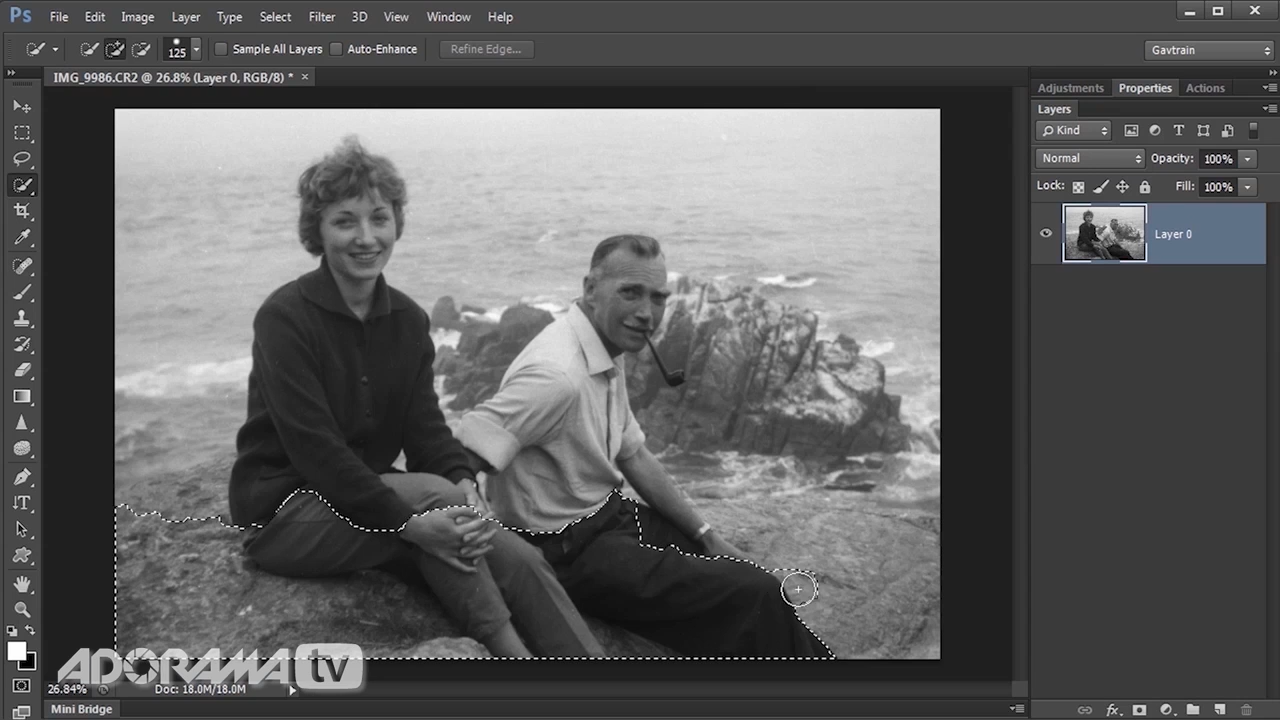 Ps File Edit Image Layer Type Select Filter 3D View Window Help
125 Sample All Layers Auto-Enhance Refine Edge... Gavtrain
IMG_9986.CR2 @ 26.8% (Layer 0, RGB/8) * ×
Adjustments Properties Actions
Layers
Kind
Normal Opacity: 100%
Lock: Fill: 100%
Layer 0
ADORAMA tv
26.84% Doc: 18.0M/18.0M
Mini Bridge